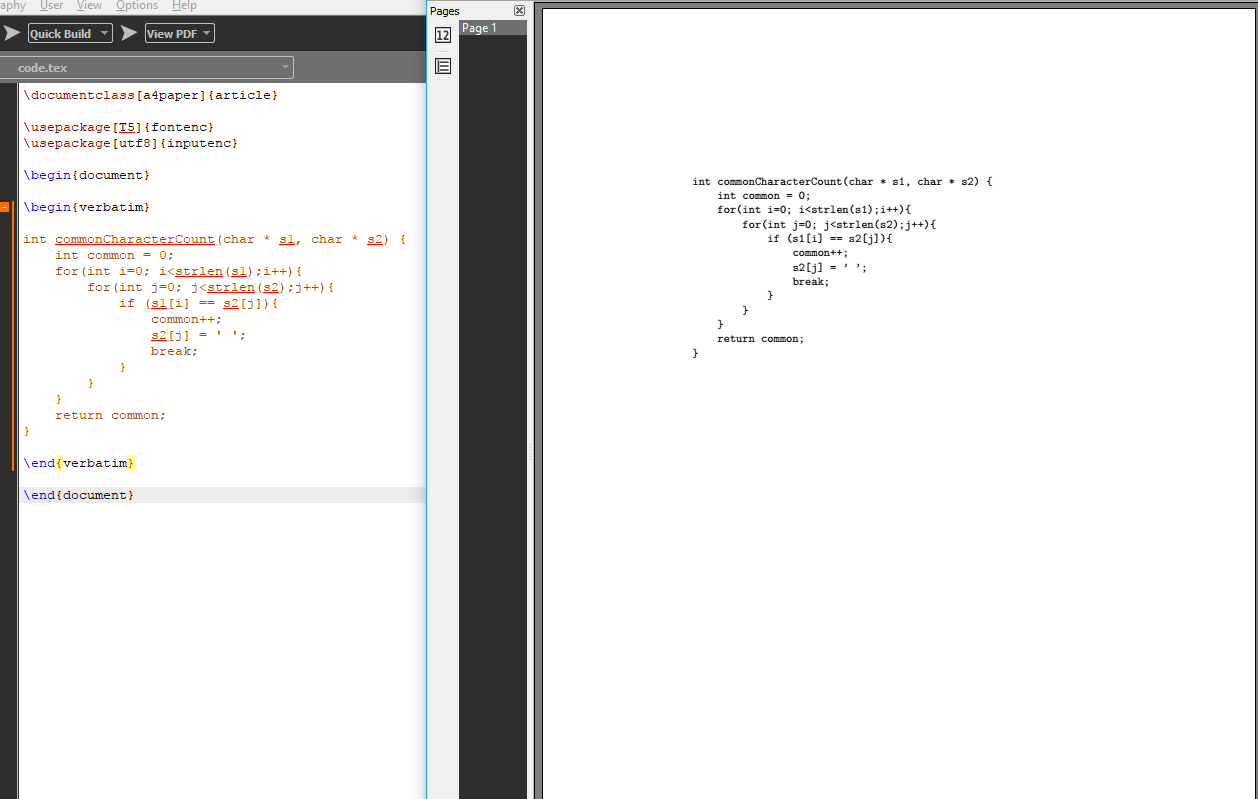 aphy User View Options Help
Quick Build View PDF
code.tex
\documentclass[a4paper]{article}
\usepackage[T5]{fontenc}
\usepackage[utf8]{inputenc}
\begin{document}
\begin{verbatim}
int commonCharacterCount(char * s1, char * s2) {
    int common = 0;
    for(int i=0; i<strlen(s1);i++){
        for(int j=0; j<strlen(s2);j++){
            if (s1[i] == s2[j]){
                common++;
                s2[j] = ' ';
                break;
            }
        }
    }
    return common;
}
\end{verbatim}
\end{document}
Pages
12
Page 1
int commonCharacterCount(char * s1, char * s2) {
    int common = 0;
    for(int i=0; i<strlen(s1);i++){
        for(int j=0; j<strlen(s2);j++){
            if (s1[i] == s2[j]){
                common++;
                s2[j] = ’ ’;
                break;
            }
        }
    }
    return common;
}